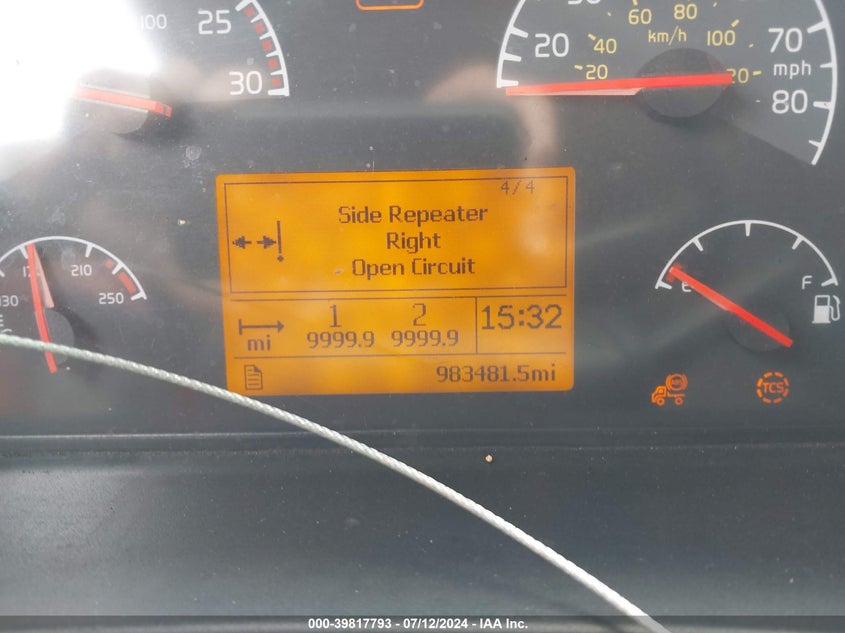 100 25
30
20
40
60
80
km/h
100
20
120
70
mph
80
4/4
Side Repeater
Right
Open Circuit
130
210
250
E
F
1 2
mi 9999.9 9999.9
15:32
983481.5mi
TCS
000-39817793 - 07/12/2024 - IAA Inc.